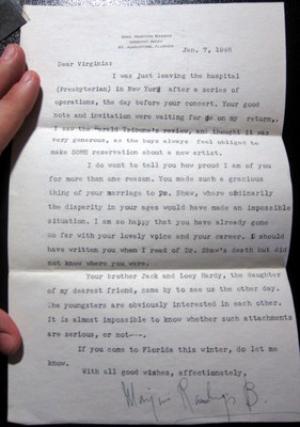 Jan. 7, 1955
Dear Virginia:
I was just leaving the hospital
(Presbyterian) in New York after a series of
operations, the day before your concert. Your good
note and invitation were waiting for me on my return.
I saw the Herald Tribune's review, and thought it was
very generous, as the boys always feel obliged to
make SOME reservation about a new artist.
I do want to tell you how proud I am of you
for more than one reason. You made such a gracious
thing of your marriage to Dr. Shaw, where ordinarily
the disparity in your ages would have made an impossible
situation. I am so happy that you have already gone
so far with your lovely voice and your career. I should
have written you when I read of Dr. Shaw's death but did
not know where you were.
Your brother Jack and Loey Hardy, the daughter
of my dearest friend, came by to see us the other day.
The youngsters are obviously interested in each other.
It is almost impossible to know whether such attachments
are serious, or not---.
If you come to Florida this winter, do let me
know.
With all good wishes, affectionately,